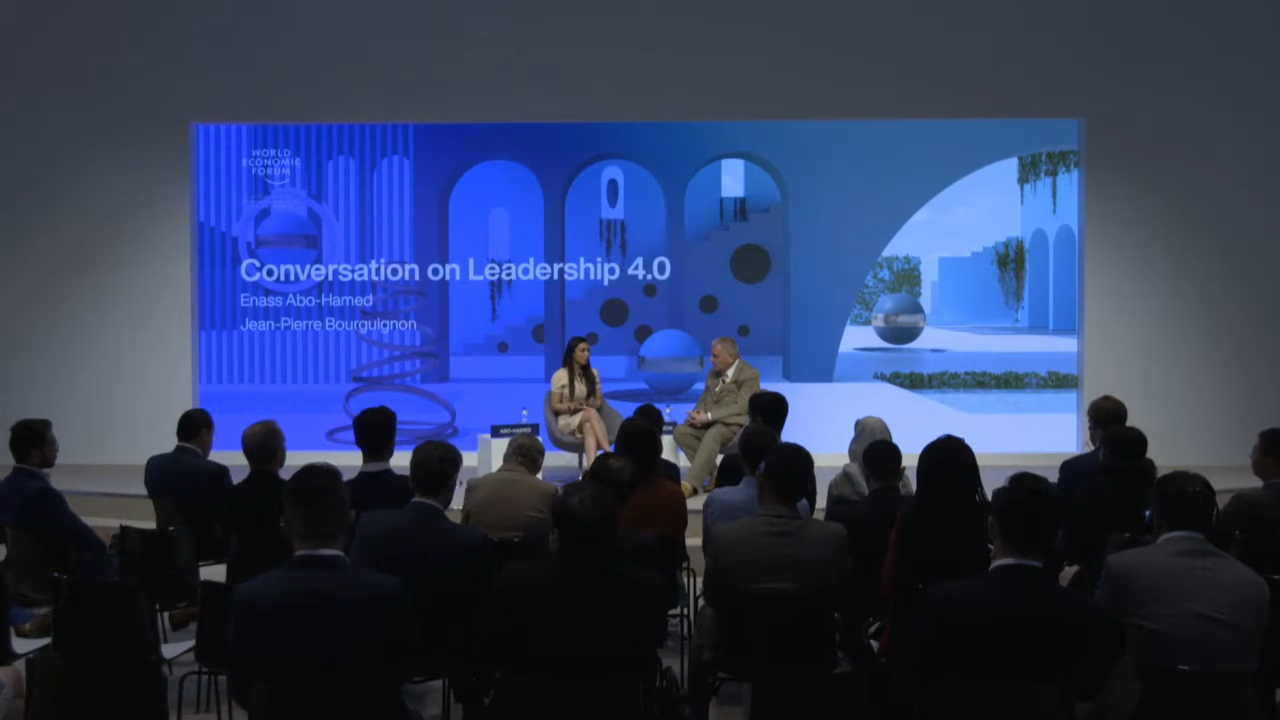 WORLD
ECONOMIC
FORUM
Conversation on Leadership 4.0
Enass Abo-Hamed
Jean-Pierre Bourguignon
ABO-HAMED